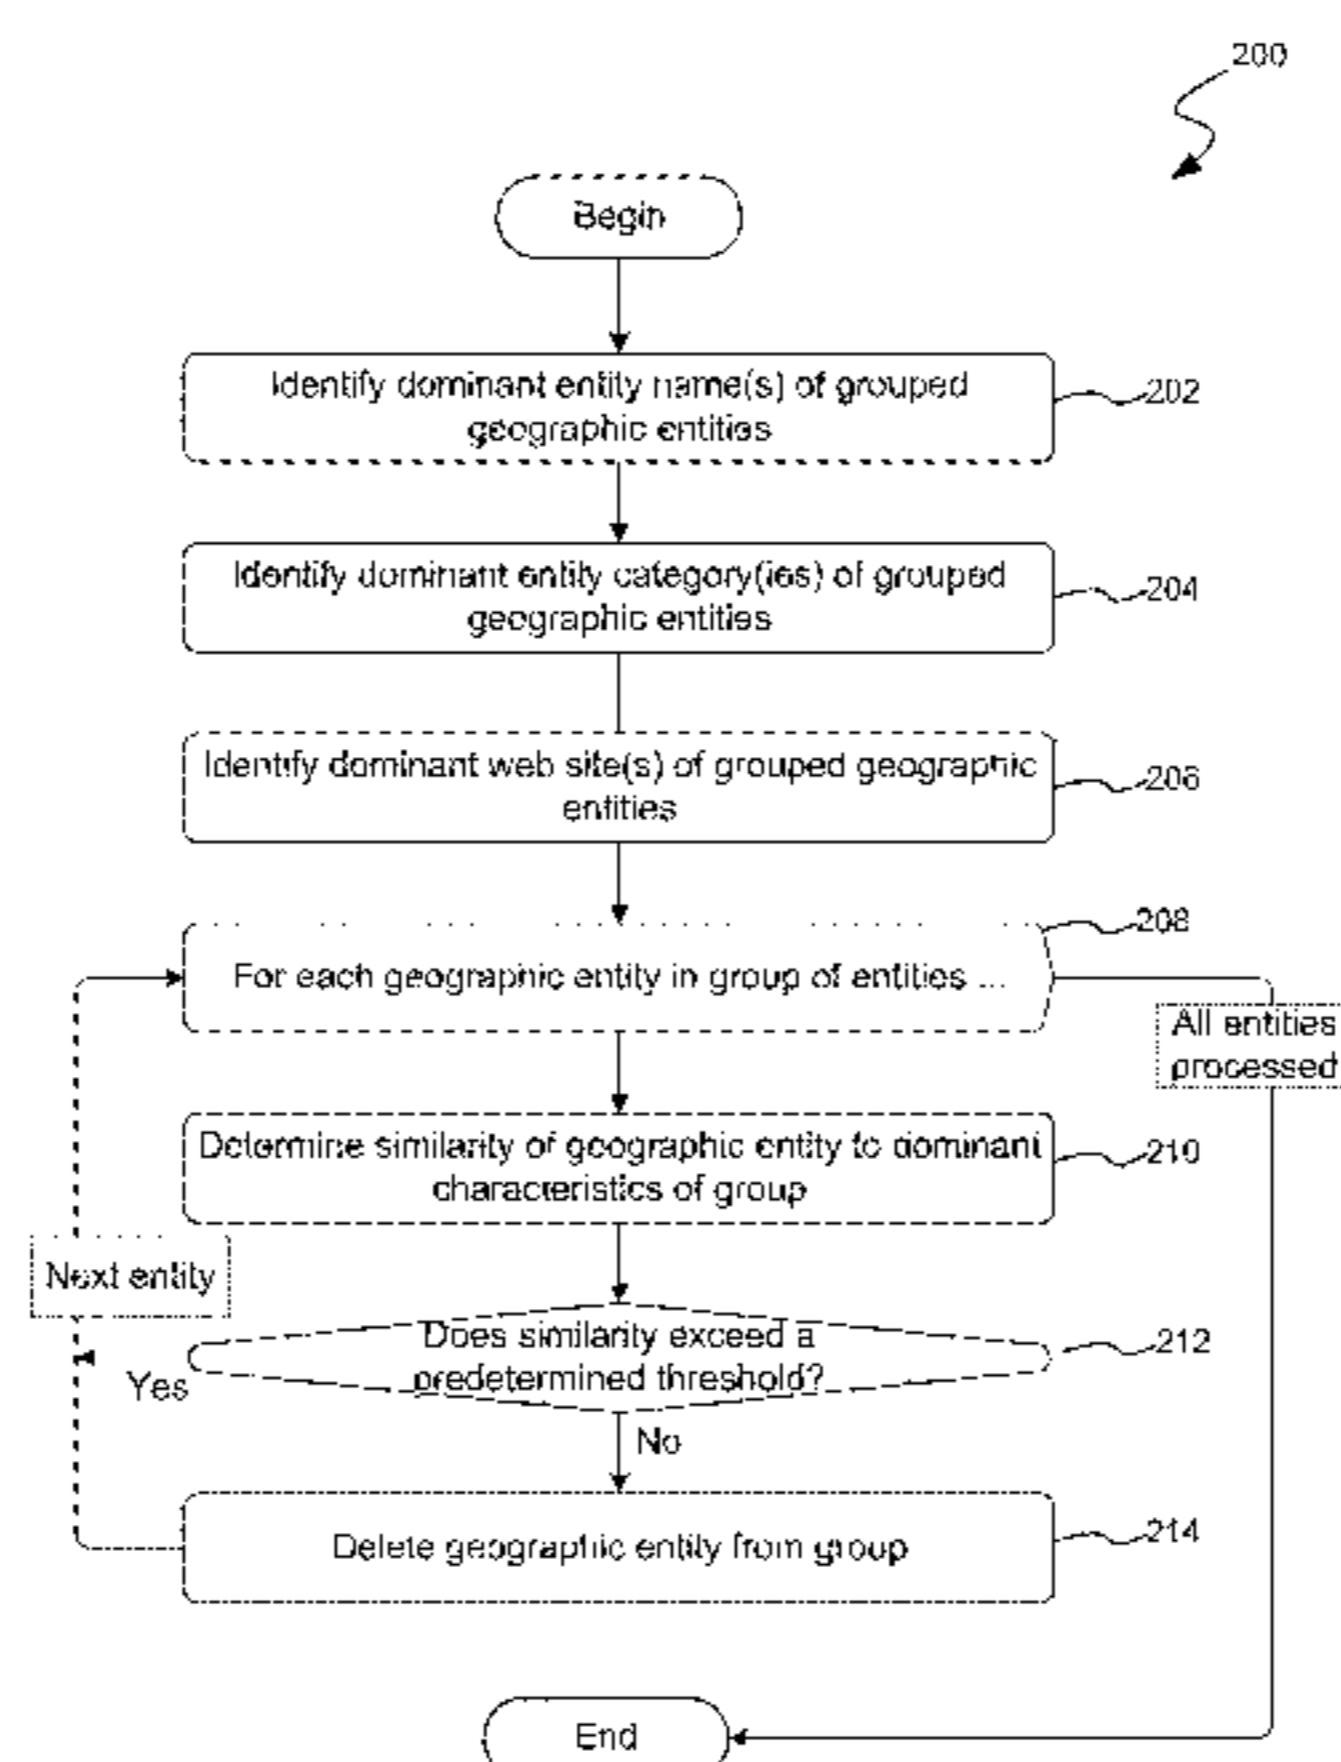 200
Begin
Identify dominant entity name(s) of grouped
geographic entities
202
Identify dominant entity category(ies) of grouped
geographic entities
204
Identify dominant web site(s) of grouped geographic
entities
206
208
For each geographic entity in group of entities ...
All entities
processed
Determine similarity of geographic entity to dominant
characteristics of group
210
Next entity
Does similarity exceed a
predetermined threshold?
212
Yes
No
Delete geographic entity from group
214
End